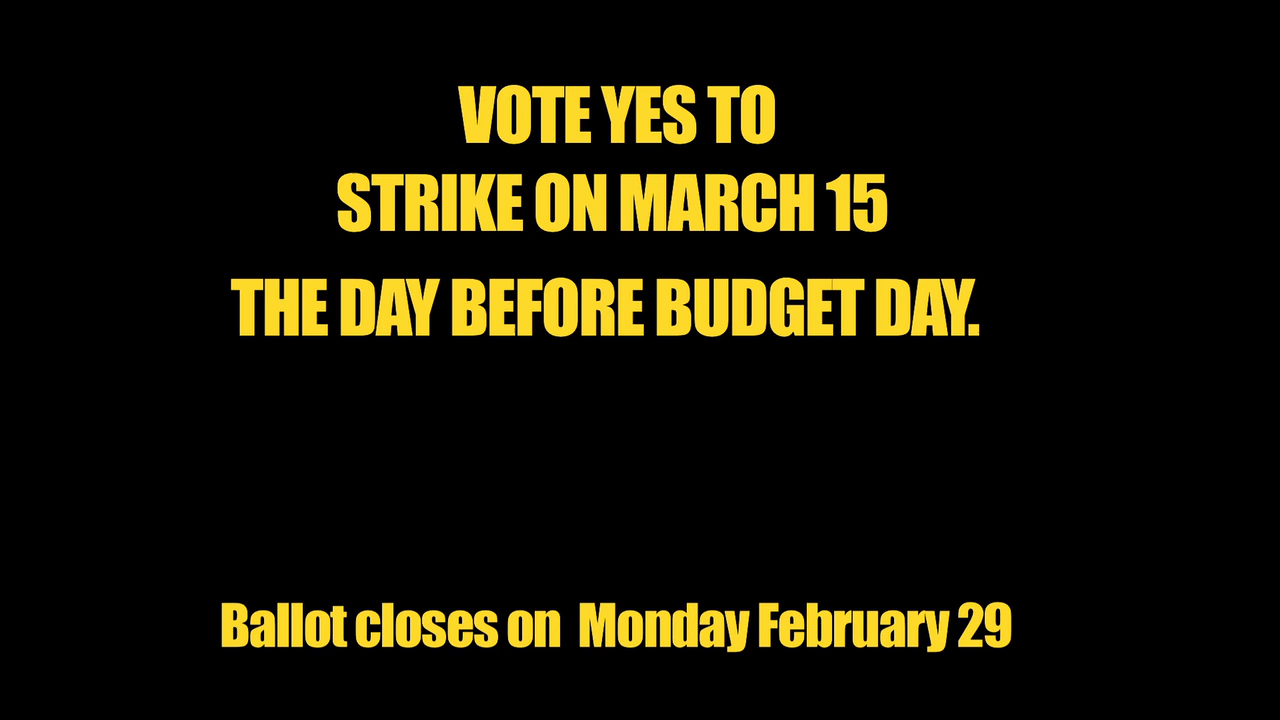 VOTE YES TO
STRIKE ON MARCH 15
THE DAY BEFORE BUDGET DAY.
Ballot closes on  Monday February 29